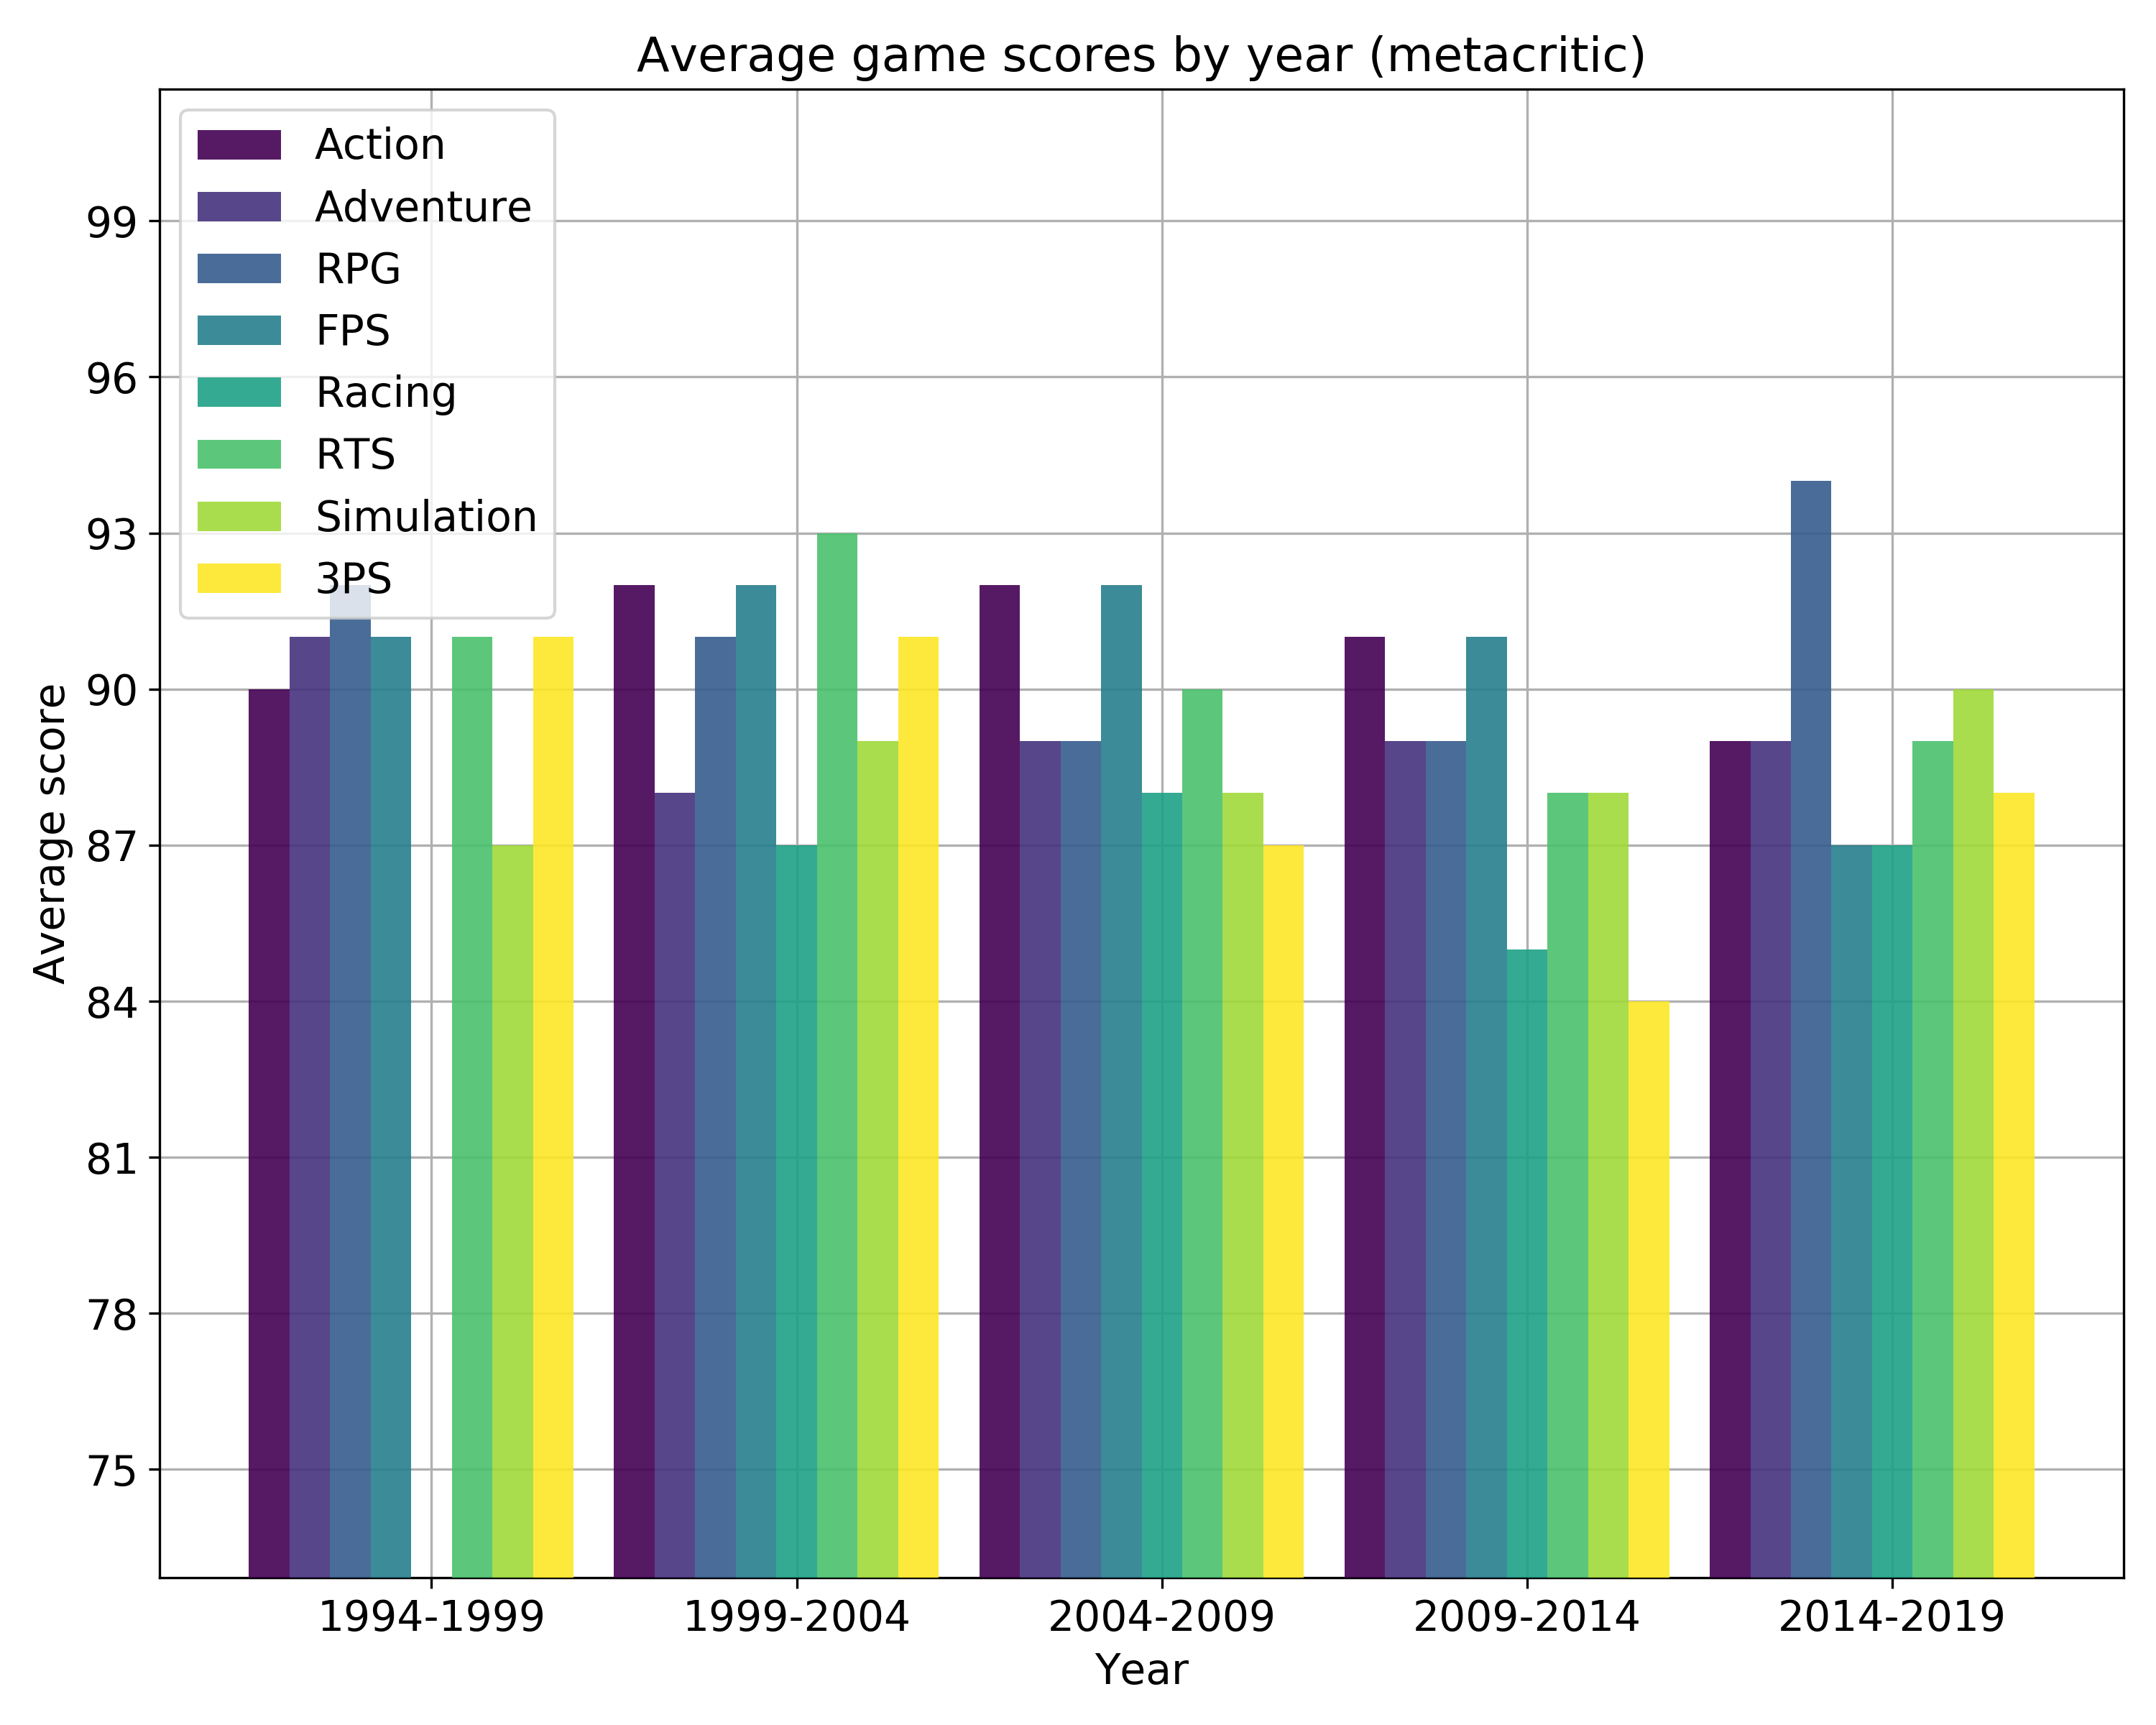 Average game scores by year (metacritic)
Action
Adventure
RPG
FPS
Racing
RTS
Simulation
3PS
99
96
93
90
87
84
81
78
75
Average score
1994-1999
1999-2004
2004-2009
2009-2014
2014-2019
Year